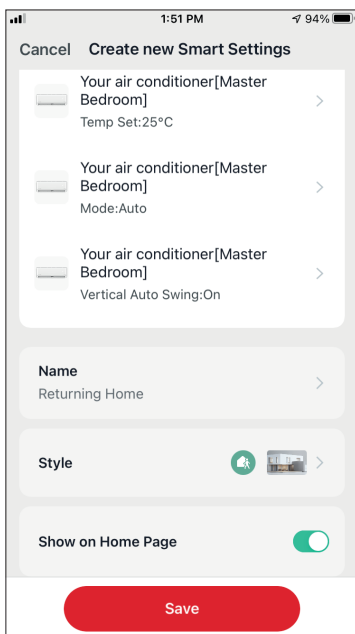 1:51 PM
94%
Cancel Create new Smart Settings
Your air conditioner[Master
Bedroom]
Temp Set:25°C
Your air conditioner[Master
Bedroom]
Mode:Auto
Your air conditioner[Master
Bedroom]
Vertical Auto Swing:On
Name
Returning Home
Style
Show on Home Page
Save